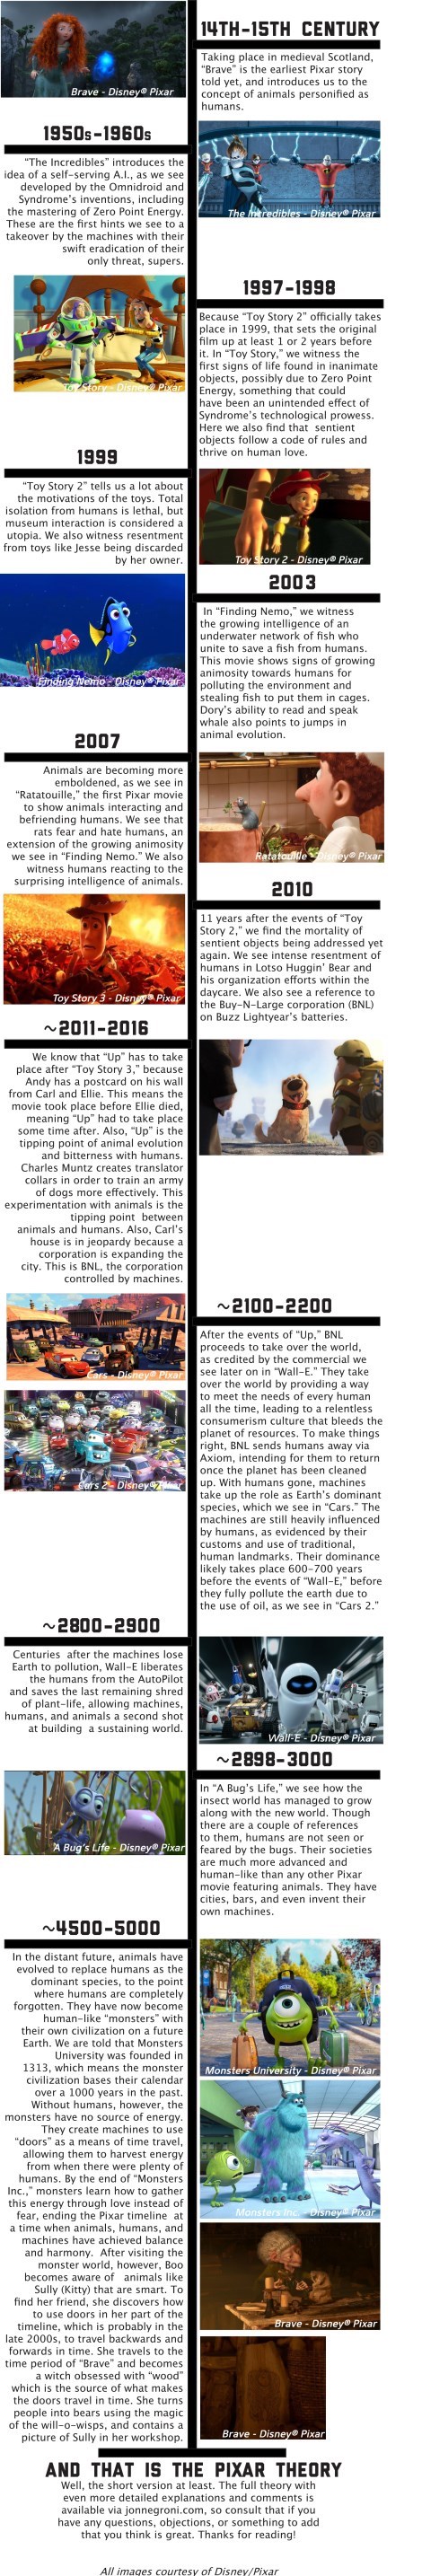 14TH-15TH CENTURY
Taking place in medieval Scotland,
“Brave” is the earliest Pixar story
told yet, and introduces us to the
concept of animals personified as
humans.
Brave - Disney® Pixar
1950s-1960s
“The Incredibles” introduces the
idea of a self-serving A.I., as we see
developed by the Omnidroid and
Syndrome’s inventions, including
the mastering of Zero Point Energy.
These are the first hints we see to a
takeover by the machines with their
swift eradication of their
only threat, supers.
The Incredibles - Disney® Pixar
1997-1998
Because “Toy Story 2” officially takes
place in 1999, that sets the original
film up at least 1 or 2 years before
it. In “Toy Story,” we witness the
first signs of life found in inanimate
objects, possibly due to Zero Point
Energy, something that could
have been an unintended effect of
Syndrome’s technological prowess.
Here we also find that sentient
objects follow a code of rules and
thrive on human love.
Toy Story - Disney® Pixar
1999
“Toy Story 2” tells us a lot about
the motivations of the toys. Total
isolation from humans is lethal, but
museum interaction is considered a
utopia. We also witness resentment
from toys like Jesse being discarded
by her owner.
Toy Story 2 - Disney® Pixar
2003
In “Finding Nemo,” we witness
the growing intelligence of an
underwater network of fish who
unite to save a fish from humans.
This movie shows signs of growing
animosity towards humans for
polluting the environment and
stealing fish to put them in cages.
Dory’s ability to read and speak
whale also points to jumps in
animal evolution.
Finding Nemo - Disney® Pixar
2007
Animals are becoming more
emboldened, as we see in
“Ratatouille,” the first Pixar movie
to show animals interacting and
befriending humans. We see that
rats fear and hate humans, an
extension of the growing animosity
we see in “Finding Nemo.” We also
witness humans reacting to the
surprising intelligence of animals.
Ratatouille - Disney® Pixar
2010
11 years after the events of “Toy
Story 2,” we find the mortality of
sentient objects being addressed yet
again. We see intense resentment of
humans in Lotso Huggin’ Bear and
his organization efforts within the
daycare. We also see a reference to
the Buy-N-Large corporation (BNL)
on Buzz Lightyear’s batteries.
Toy Story 3 - Disney® Pixar
~2011-2016
We know that “Up” has to take
place after “Toy Story 3,” because
Andy has a postcard on his wall
from Carl and Ellie. This means the
movie took place before Ellie died,
meaning “Up” had to take place
some time after. Also, “Up” is the
tipping point of animal evolution
and bitterness with humans.
Charles Muntz creates translator
collars in order to train an army
of dogs more effectively. This
experimentation with animals is the
tipping point between
animals and humans. Also, Carl’s
house is in jeopardy because a
corporation is expanding the
city. This is BNL, the corporation
controlled by machines.
~2100-2200
After the events of “Up,” BNL
proceeds to take over the world,
as credited by the commercial we
see later on in “Wall-E.” They take
over the world by providing a way
to meet the needs of every human
all the time, leading to a relentless
consumerism culture that bleeds the
planet of resources. To make things
right, BNL sends humans away via
Axiom, intending for them to return
once the planet has been cleaned
up. With humans gone, machines
take up the role as Earth’s dominant
species, which we see in “Cars.” The
machines are still heavily influenced
by humans, as evidenced by their
customs and use of traditional,
human landmarks. Their dominance
likely takes place 600-700 years
before the events of “Wall-E,” before
they fully pollute the earth due to
the use of oil, as we see in “Cars 2.”
Cars - Disney® Pixar
Cars 2 - Disney® Pixar
~2800-2900
Centuries after the machines lose
Earth to pollution, Wall-E liberates
the humans from the AutoPilot
and saves the last remaining shred
of plant-life, allowing machines,
humans, and animals a second shot
at building a sustaining world.
Wall-E - Disney® Pixar
~2898-3000
In “A Bug’s Life,” we see how the
insect world has managed to grow
along with the new world. Though
there are a couple of references
to them, humans are not seen or
feared by the bugs. Their societies
are much more advanced and
human-like than any other Pixar
movie featuring animals. They have
cities, bars, and even invent their
own machines.
A Bug's Life - Disney® Pixar
~4500-5000
In the distant future, animals have
evolved to replace humans as the
dominant species, to the point
where humans are completely
forgotten. They have now become
human-like “monsters” with
their own civilization on a future
Earth. We are told that Monsters
University was founded in
1313, which means the monster
civilization bases their calendar
over a 1000 years in the past.
Without humans, however, the
monsters have no source of energy.
They create machines to use
“doors” as a means of time travel,
allowing them to harvest energy
from when there were plenty of
humans. By the end of “Monsters
Inc.,” monsters learn how to gather
this energy through love instead of
fear, ending the Pixar timeline at
a time when animals, humans, and
machines have achieved balance
and harmony. After visiting the
monster world, however, Boo
becomes aware of animals like
Sully (Kitty) that are smart. To
find her friend, she discovers how
to use doors in her part of the
timeline, which is probably in the
late 2000s, to travel backwards and
forwards in time. She travels to the
time period of “Brave” and becomes
a witch obsessed with “wood”
which is the source of what makes
the doors travel in time. She turns
people into bears using the magic
of the will-o-wisps, and contains a
picture of Sully in her workshop.
Monsters University - Disney® Pixar
Monsters Inc. - Disney® Pixar
Brave - Disney® Pixar
Brave - Disney® Pixar
AND THAT IS THE PIXAR THEORY
Well, the short version at least. The full theory with
even more detailed explanations and comments is
available via jonnegroni.com, so consult that if you
have any questions, objections, or something to add
that you think is great. Thanks for reading!
All images courtesy of Disney/Pixar